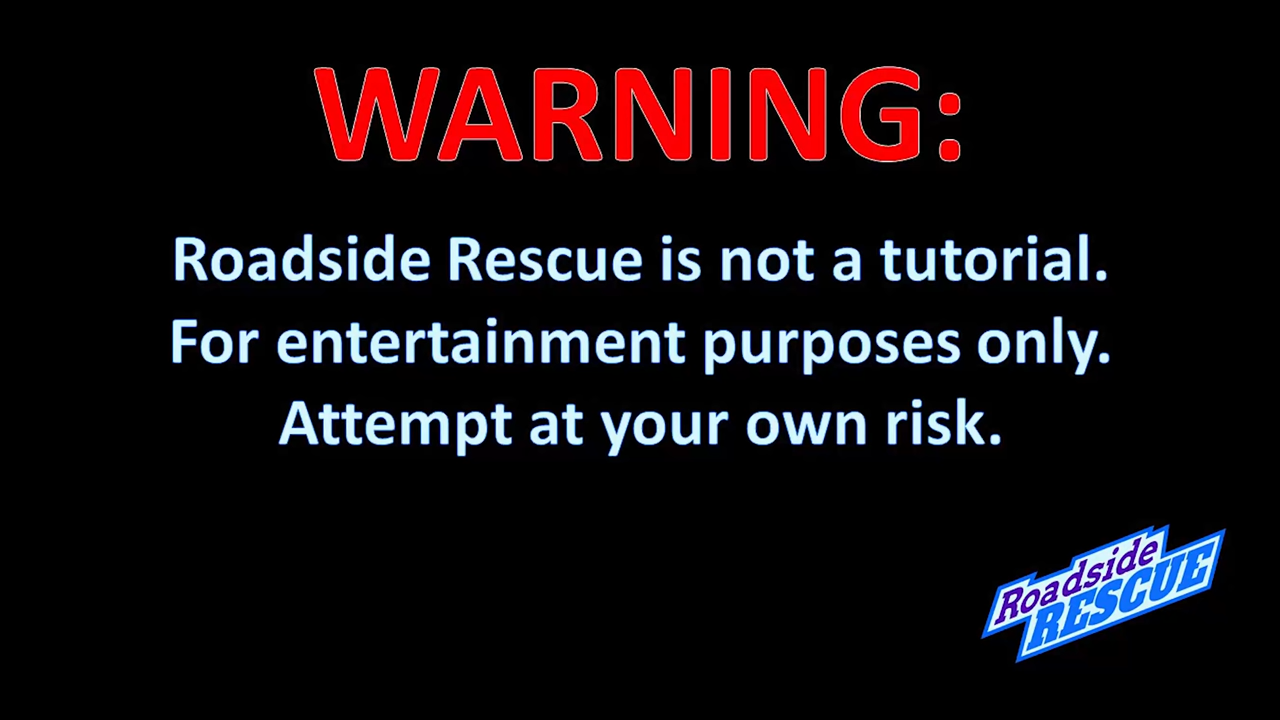 WARNING:
Roadside Rescue is not a tutorial.
For entertainment purposes only.
Attempt at your own risk.
Roadside
RESCUE